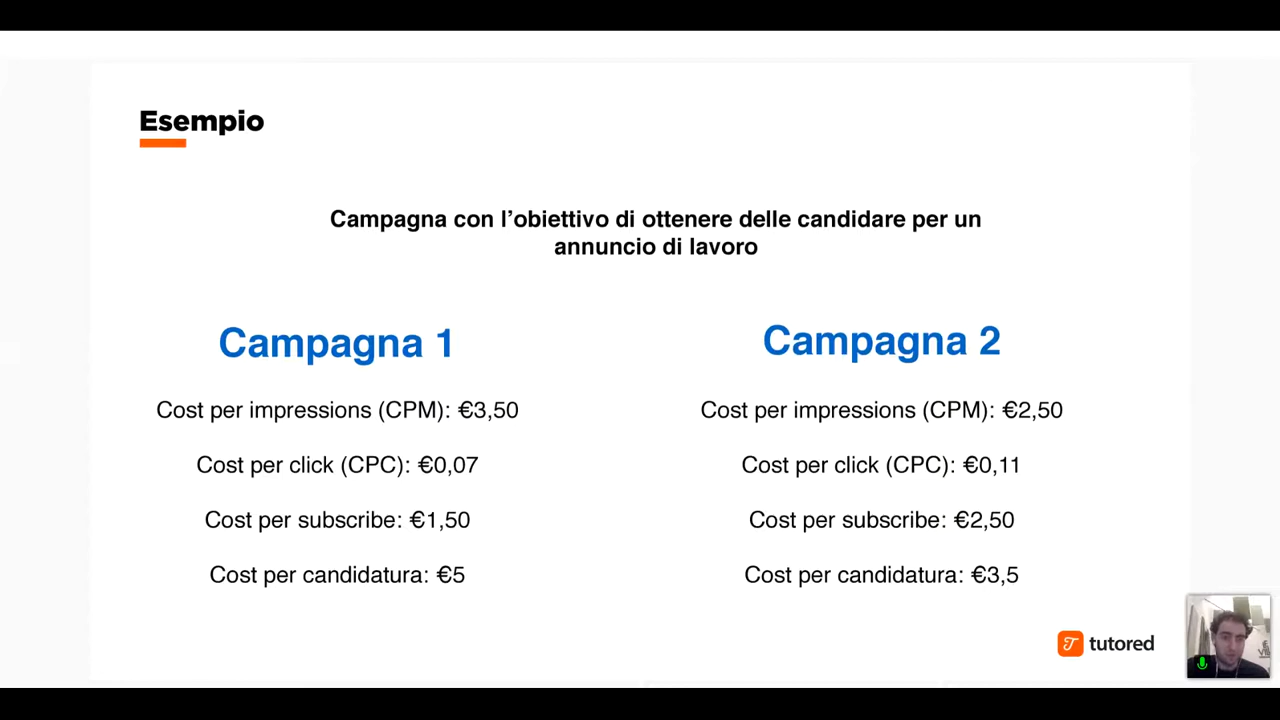 Esempio
Campagna con l’obiettivo di ottenere delle candidare per un
annuncio di lavoro
Campagna 1
Cost per impressions (CPM): €3,50
Cost per click (CPC): €0,07
Cost per subscribe: €1,50
Cost per candidatura: €5
Campagna 2
Cost per impressions (CPM): €2,50
Cost per click (CPC): €0,11
Cost per subscribe: €2,50
Cost per candidatura: €3,5
tutored